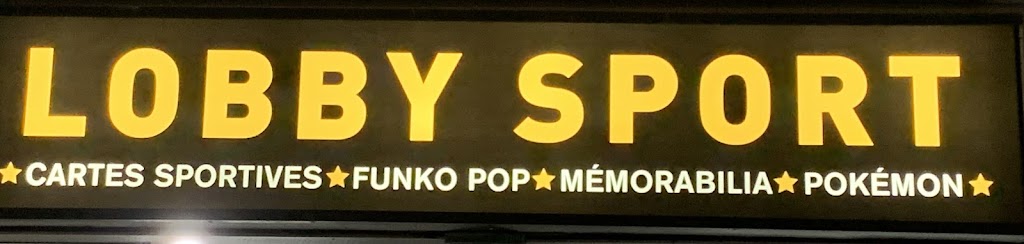 LOBBY SPORT
★CARTES SPORTIVES★FUNKO POP★MÉMORABILIA★POKÉMON★